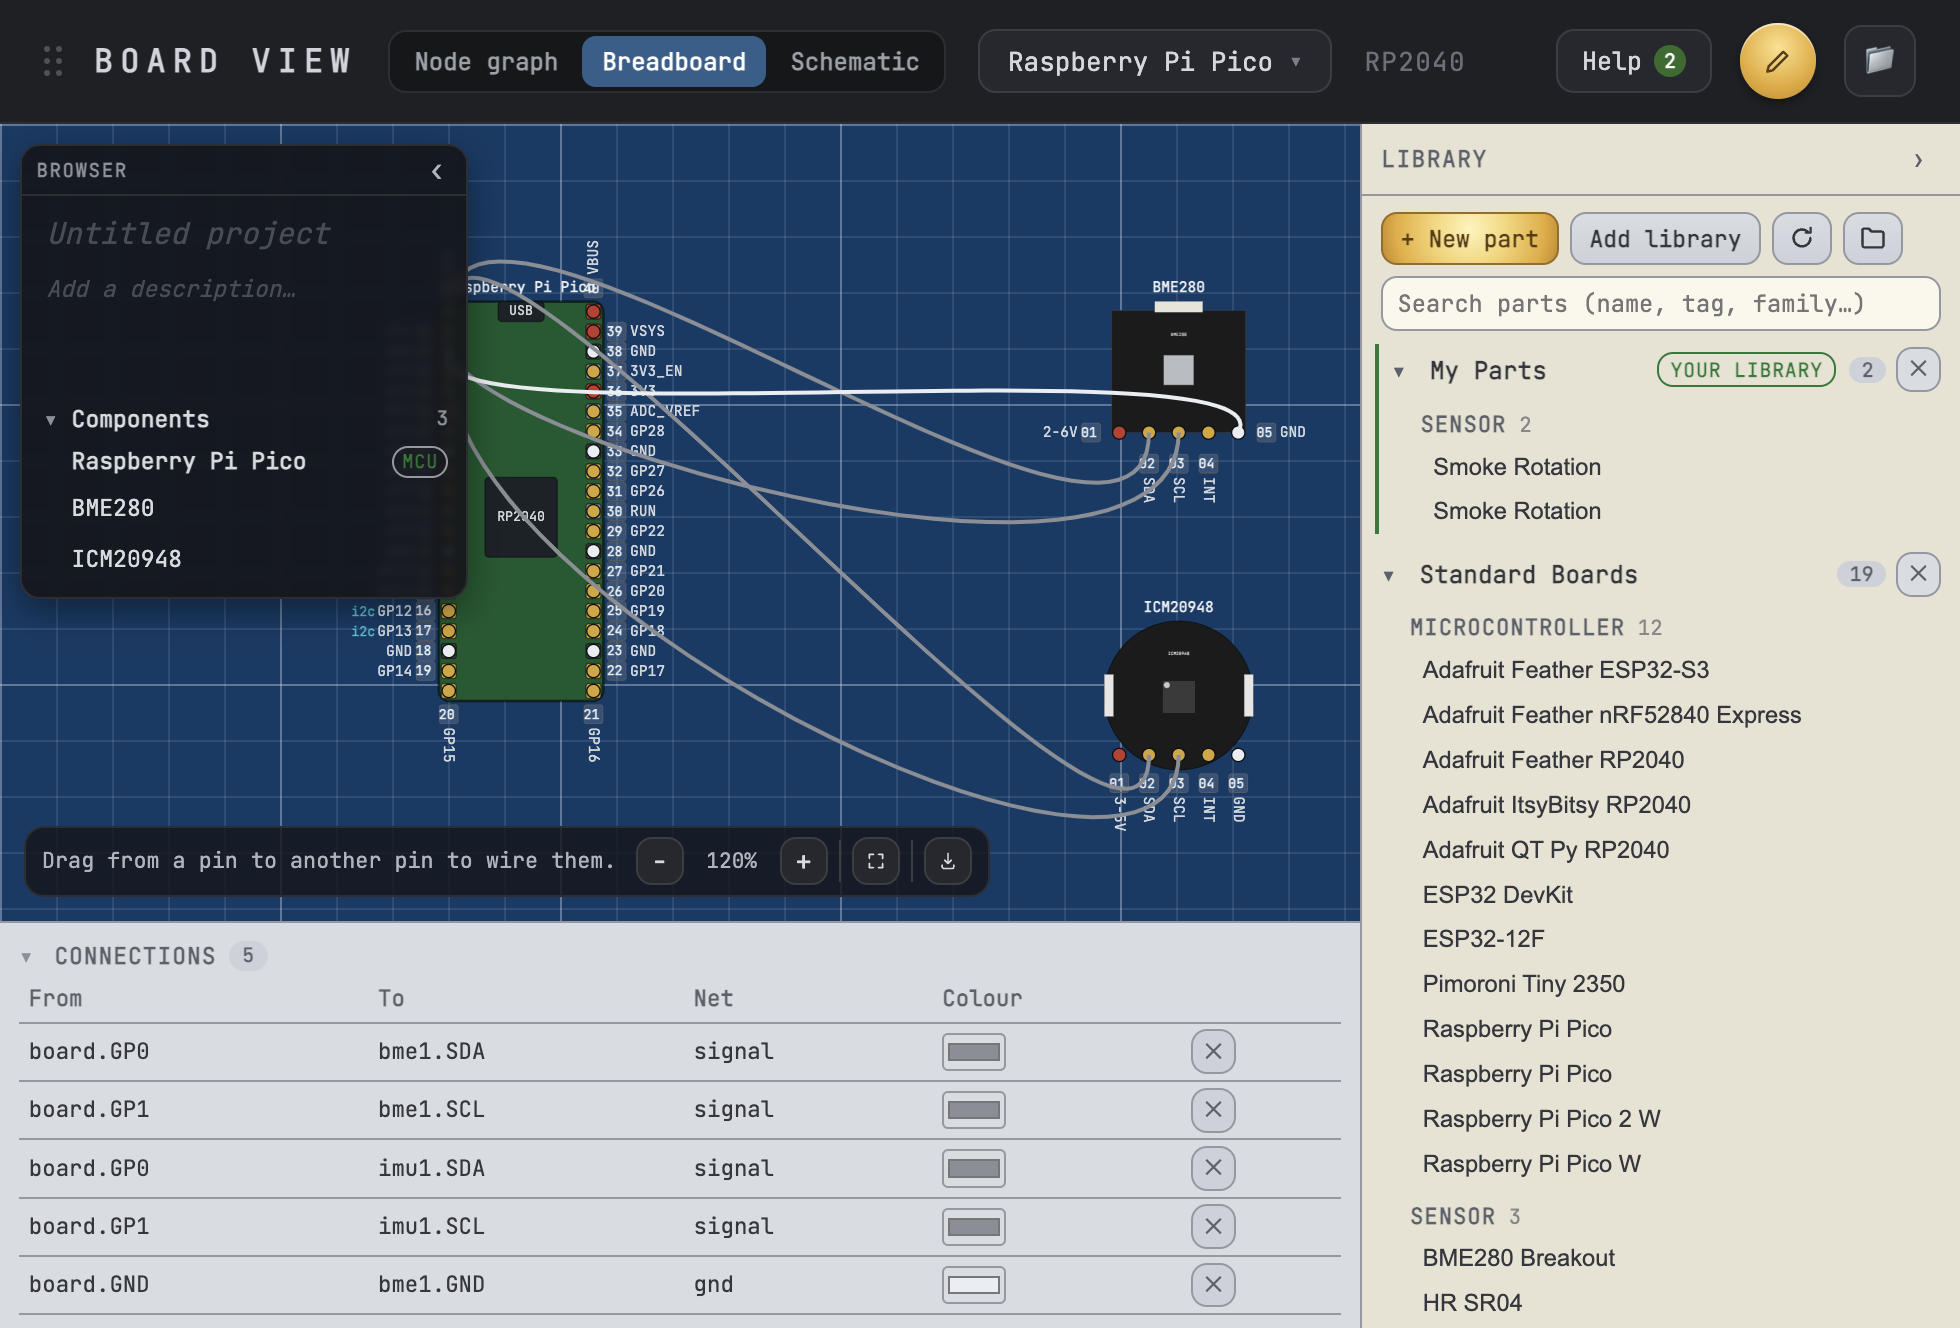 BOARD VIEW
Node graph
Breadboard
Schematic
Raspberry Pi Pico ▾
RP2040
Help 2
BROWSER
Untitled project
Add a description…
Components 3
Raspberry Pi Pico MCU
BME280
ICM20948
VBUS
spberry Pi Pico
USB
39 VSYS
38 GND
37 3V3_EN
36 3V3
35 ADC_VREF
34 GP28
33 GND
32 GP27
31 GP26
30 RUN
29 GP22
28 GND
27 GP21
26 GP20
25 GP19
24 GP18
23 GND
22 GP17
RP2040
i2c GP12 16
i2c GP13 17
GND 18
GP14 19
20 GP15
21 GP16
BME280
BME280
2-6V 01
05 GND
02 03 04
SDA SCL INT
ICM20948
ICM20948
01 02 03 04 05
3-5V SDA SCL INT GND
Drag from a pin to another pin to wire them.
- 120% +
CONNECTIONS 5
From To Net Colour
board.GP0 bme1.SDA signal
board.GP1 bme1.SCL signal
board.GP0 imu1.SDA signal
board.GP1 imu1.SCL signal
board.GND bme1.GND gnd
LIBRARY
+ New part
Add library
Search parts (name, tag, family…)
My Parts YOUR LIBRARY 2
SENSOR 2
Smoke Rotation
Smoke Rotation
Standard Boards 19
MICROCONTROLLER 12
Adafruit Feather ESP32-S3
Adafruit Feather nRF52840 Express
Adafruit Feather RP2040
Adafruit ItsyBitsy RP2040
Adafruit QT Py RP2040
ESP32 DevKit
ESP32-12F
Pimoroni Tiny 2350
Raspberry Pi Pico
Raspberry Pi Pico
Raspberry Pi Pico 2 W
Raspberry Pi Pico W
SENSOR 3
BME280 Breakout
HR SR04